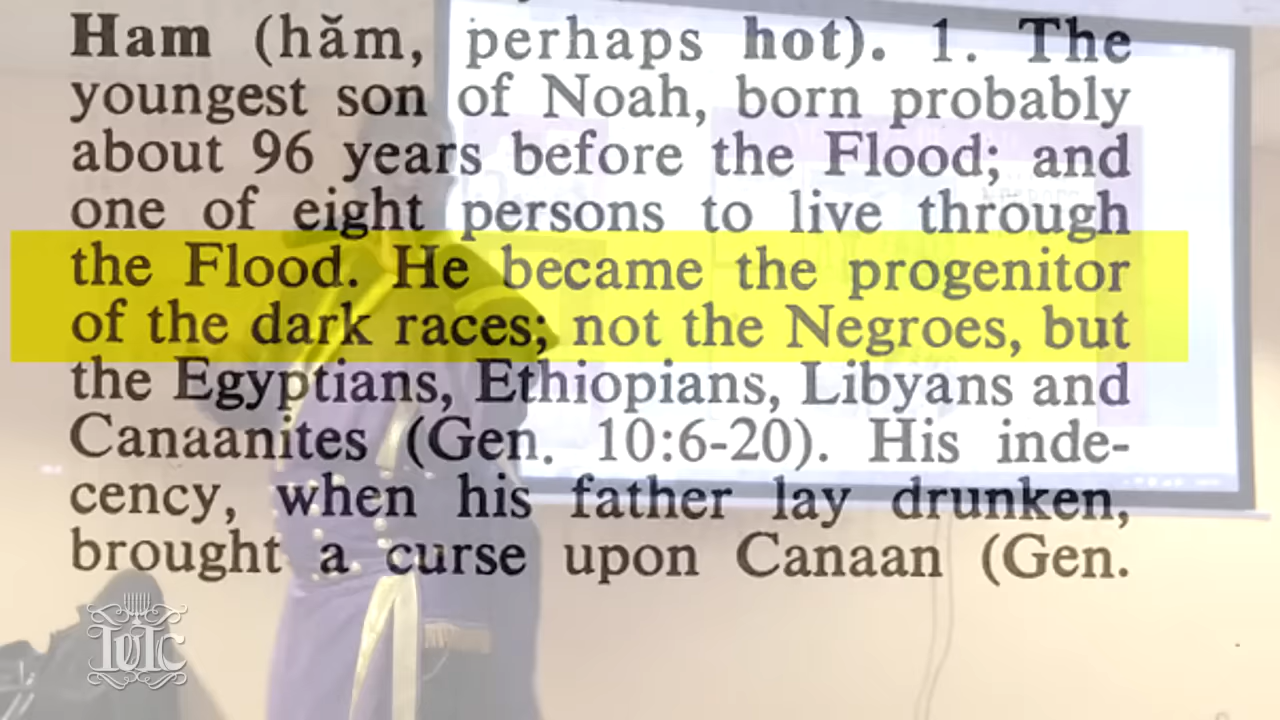 Ham (hăm, perhaps hot). 1. The
youngest son of Noah, born probably
about 96 years before the Flood; and
one of eight persons to live through
the Flood. He became the progenitor
of the dark races; not the Negroes, but
the Egyptians, Ethiopians, Libyans and
Canaanites (Gen. 10:6-20). His inde-
cency, when his father lay drunken,
brought a curse upon Canaan (Gen.
IUIC